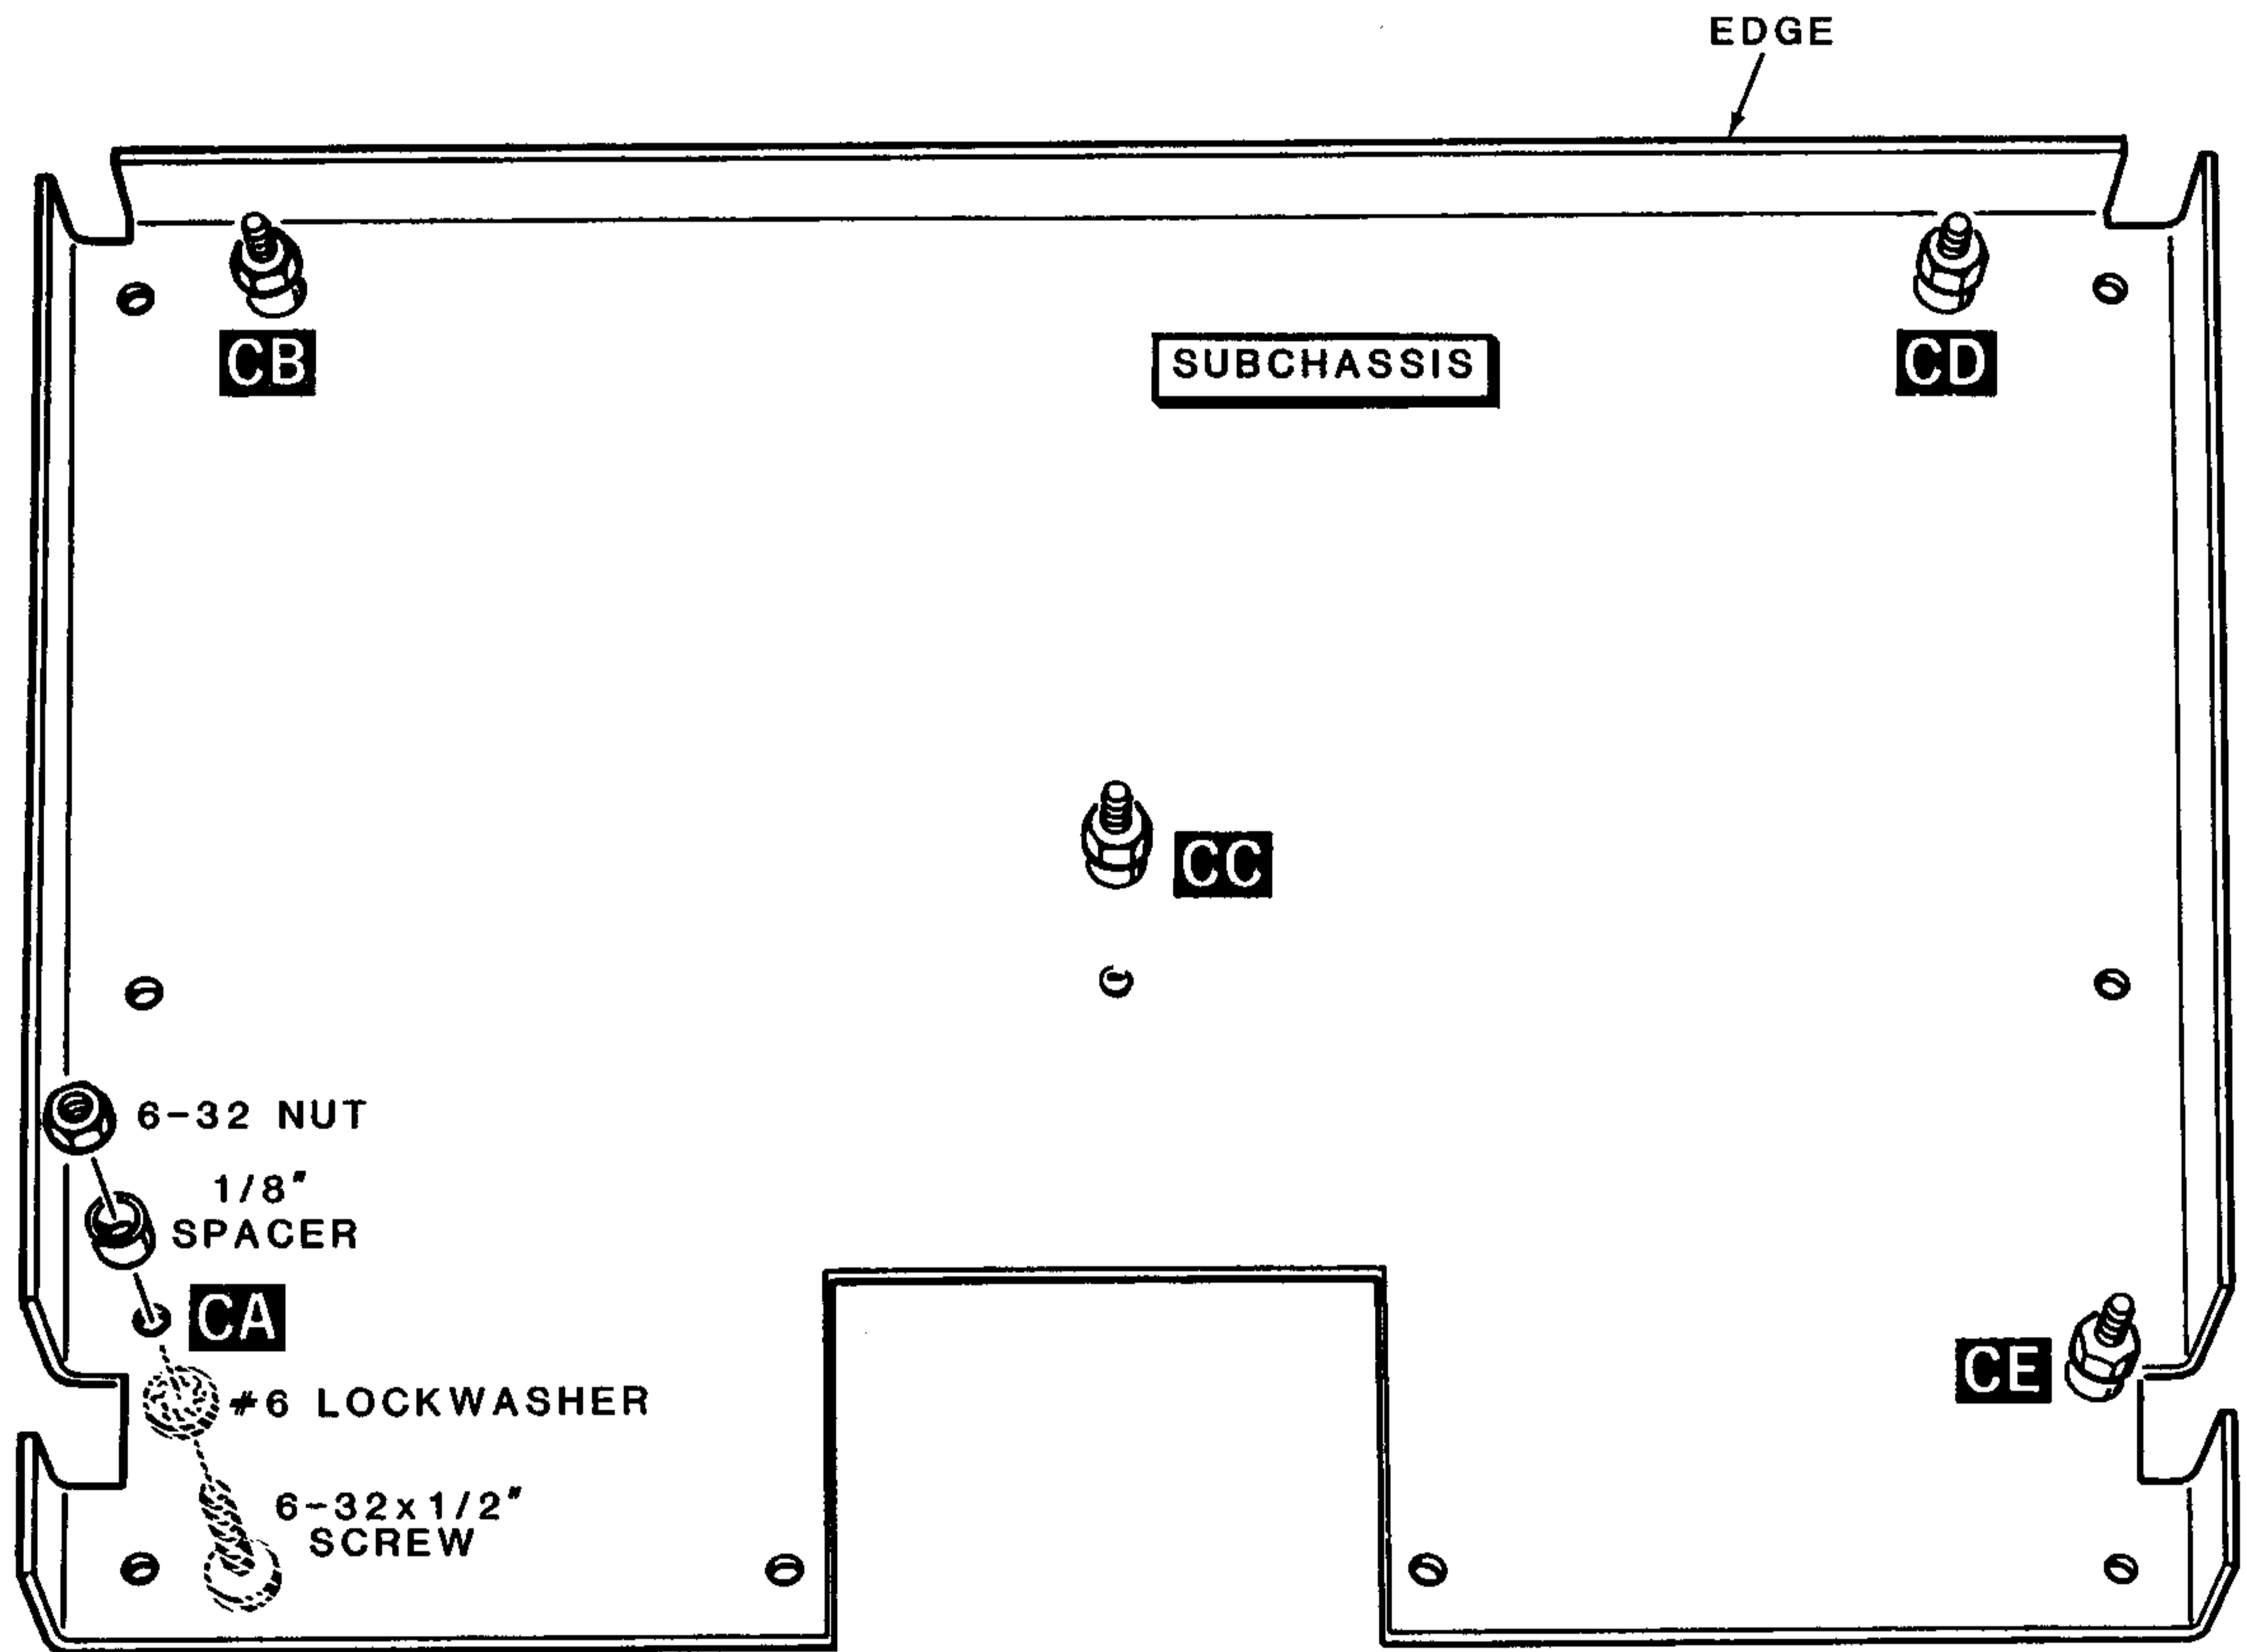 EDGE
CB
SUBCHASSIS
CD
CC
6-32 NUT
1/8"
SPACER
CA
CE
#6 LOCKWASHER
6-32x1/2"
SCREW